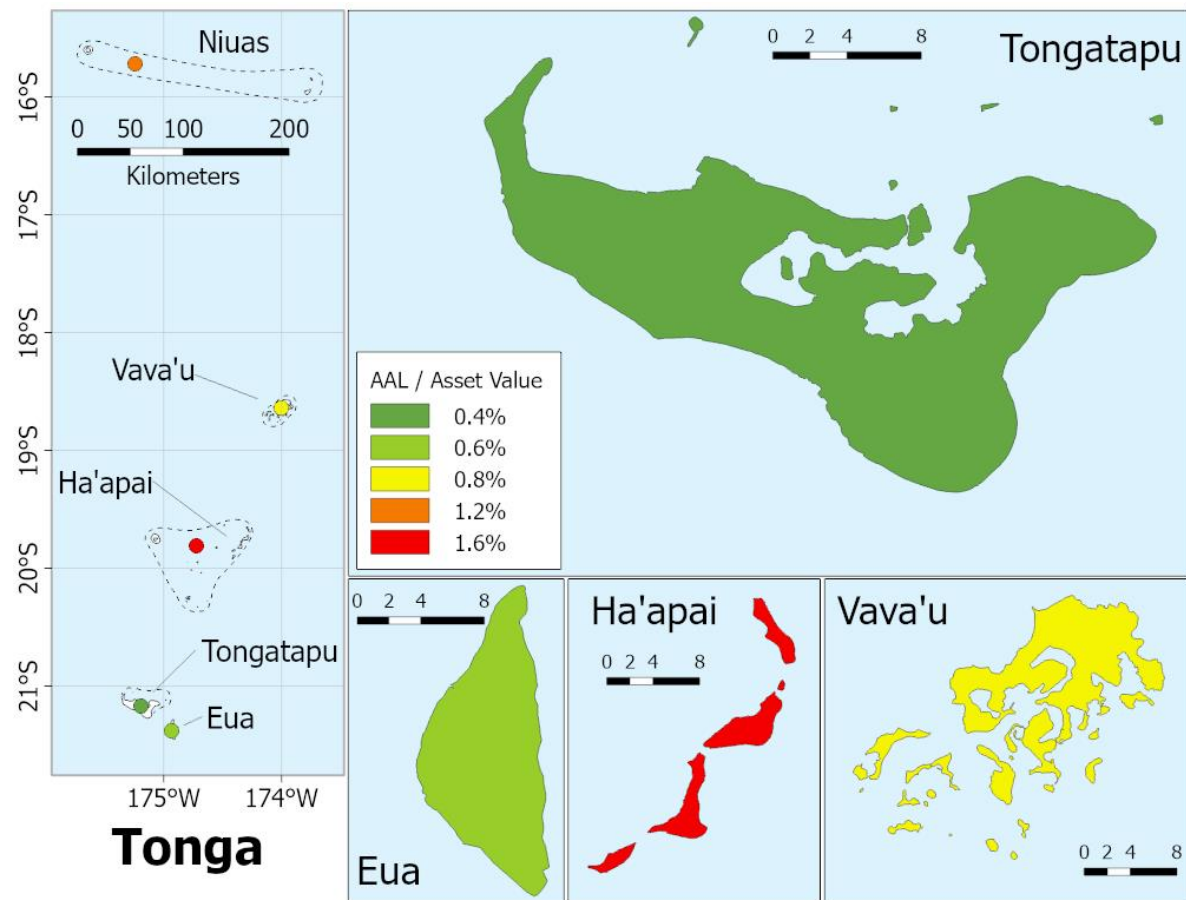 Niuas
16°S
0 50 100 200
Kilometers
17°S
18°S
Vava'u
19°S
Ha'apai
20°S
Tongatapu
21°S
Eua
175°W 174°W
Tonga
0 2 4 8
Tongatapu
AAL / Asset Value
0.4%
0.6%
0.8%
1.2%
1.6%
0 2 4 8
Eua
Ha'apai
0 2 4 8
Vava'u
0 2 4 8